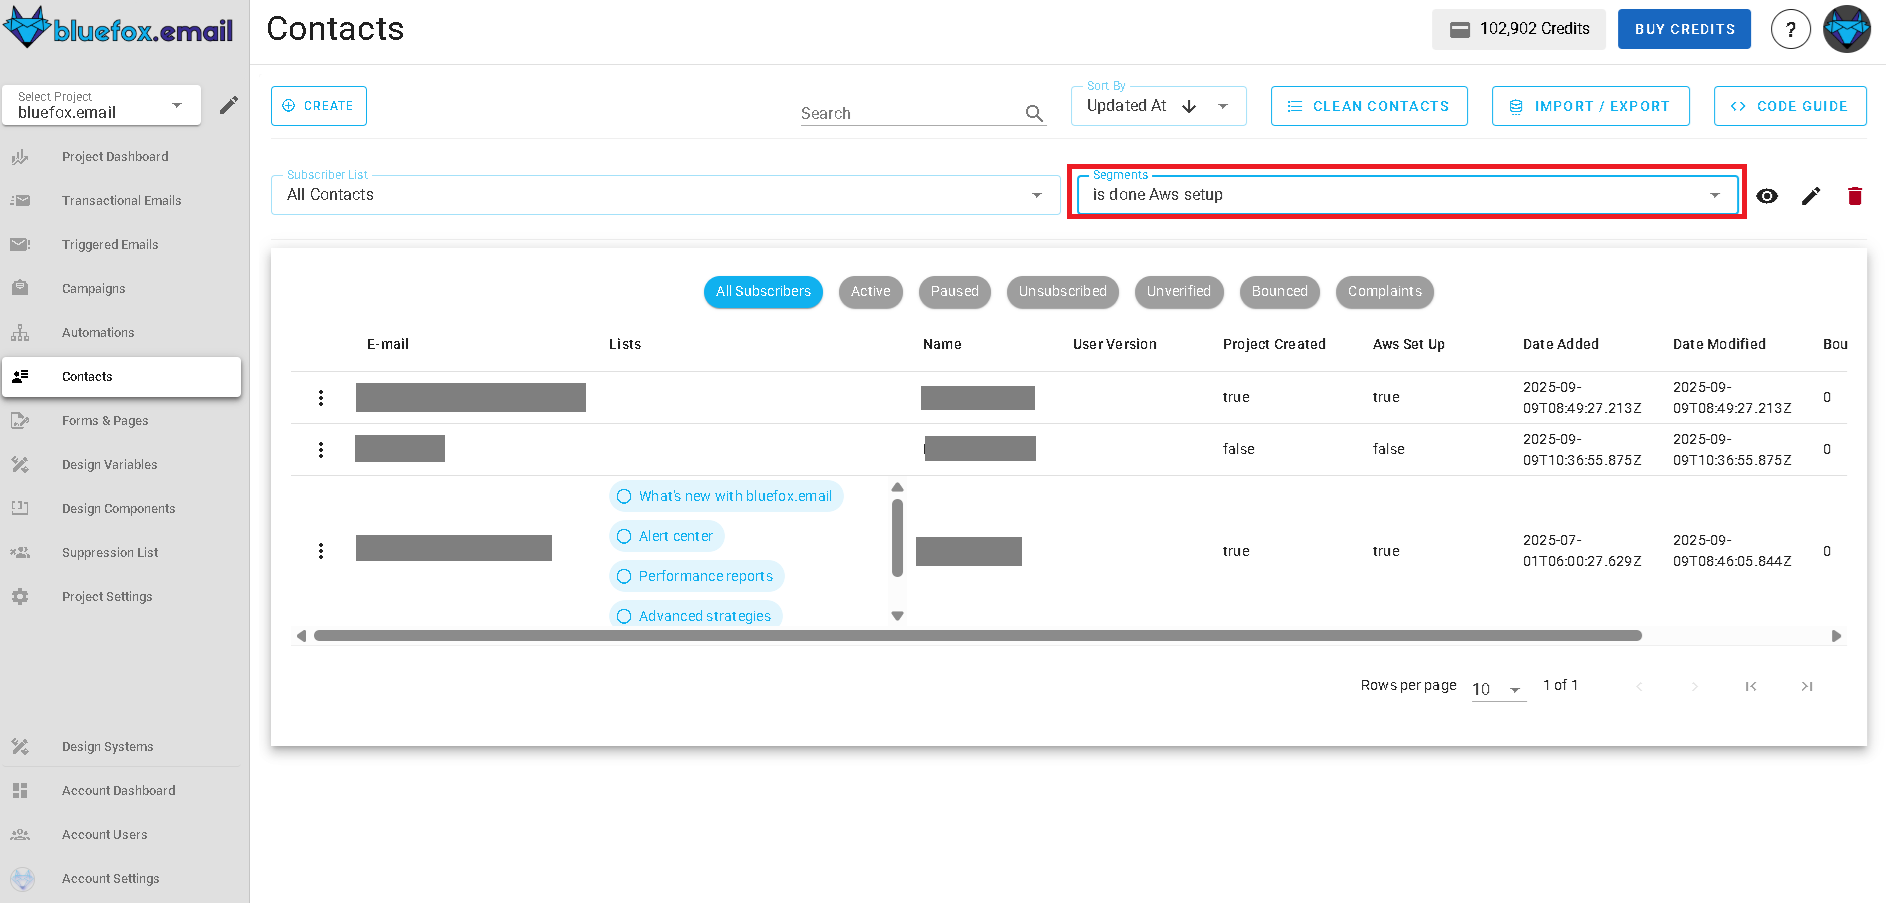 bluefox.email
Contacts
102,902 Credits
BUY CREDITS
?
Select Project
bluefox.email
Project Dashboard
Transactional Emails
Triggered Emails
Campaigns
Automations
Contacts
Forms & Pages
Design Variables
Design Components
Suppression List
Project Settings
Design Systems
Account Dashboard
Account Users
Account Settings
CREATE
Search
Sort By
Updated At
CLEAN CONTACTS
IMPORT / EXPORT
CODE GUIDE
Subscriber List
All Contacts
Segments
is done Aws setup
All Subscribers
Active
Paused
Unsubscribed
Unverified
Bounced
Complaints
E-mail Lists Name User Version Project Created Aws Set Up Date Added Date Modified Bou
true true 2025-09-09T08:49:27.213Z 2025-09-09T08:49:27.213Z 0
false false 2025-09-09T10:36:55.875Z 2025-09-09T10:36:55.875Z 0
What's new with bluefox.email
Alert center
Performance reports
Advanced strategies
true true 2025-07-01T06:00:27.629Z 2025-09-09T08:46:05.844Z 0
Rows per page 10 1 of 1